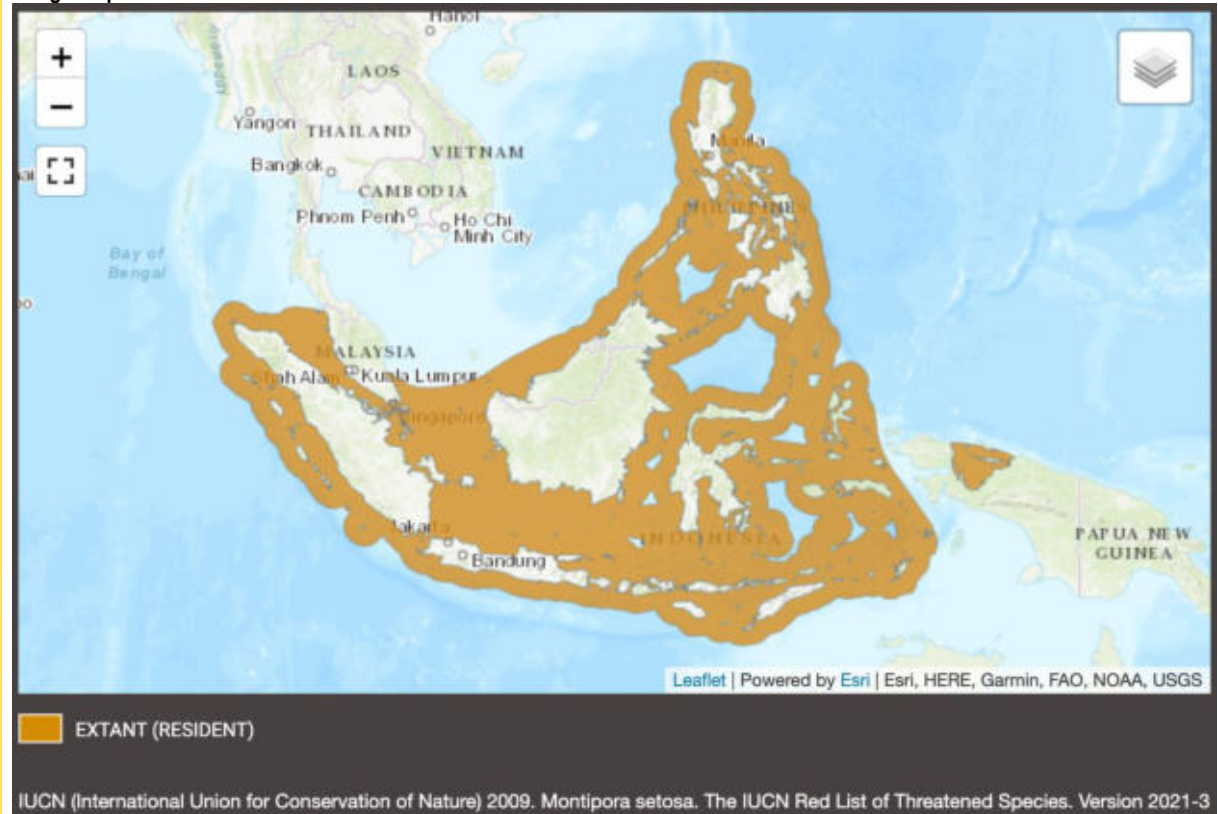 Hanoi
LAOS
Yangon
THAILAND
VIETNAM
Manila
Bangkok
CAMBODIA
PHILIPPINES
Phnom Penh
Ho Chi
Minh City
Bay of
Bengal
MALAYSIA
Shah Alam
Kuala Lumpur
Singapore
Jakarta
INDONESIA
Bandung
PAPUA NEW
GUINEA
Leaflet | Powered by Esri | Esri, HERE, Garmin, FAO, NOAA, USGS
EXTANT (RESIDENT)
IUCN (International Union for Conservation of Nature) 2009. Montipora setosa. The IUCN Red List of Threatened Species. Version 2021-3